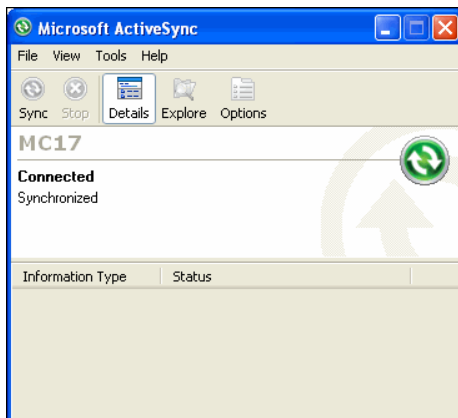 Microsoft ActiveSync
File View Tools Help
Sync Stop Details Explore Options
MC17
Connected
Synchronized
Information Type Status